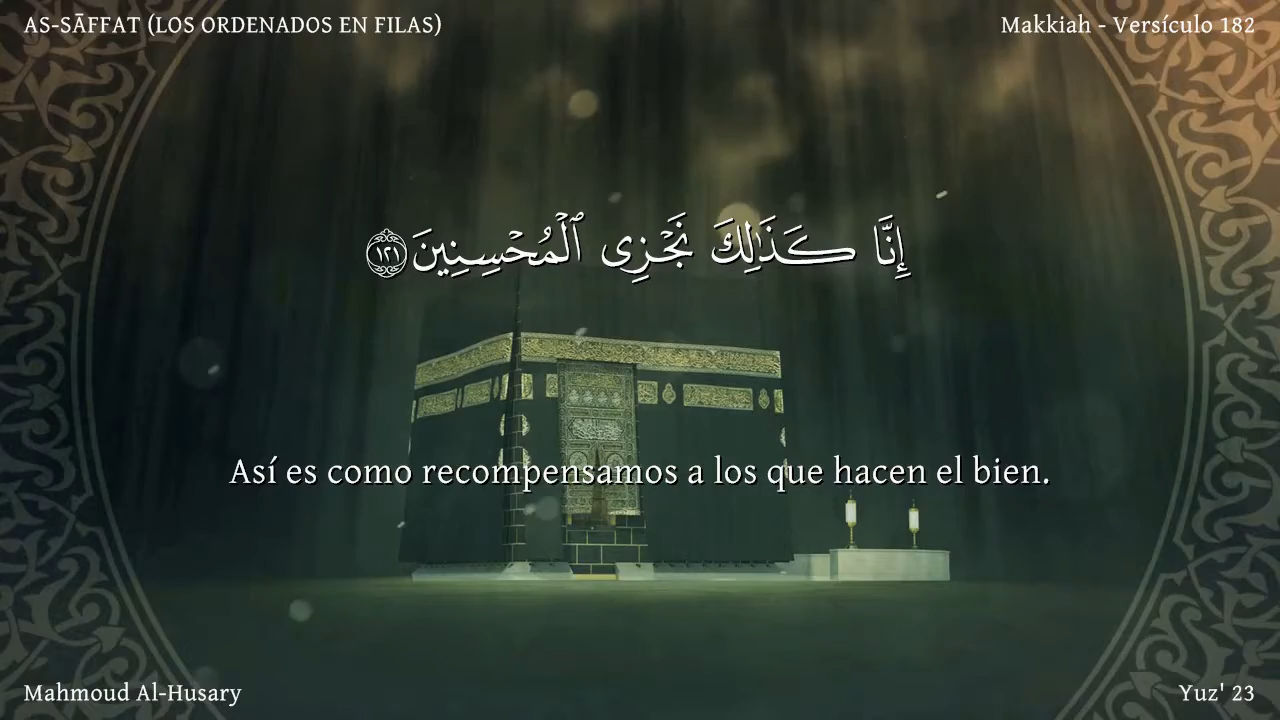 AS-SĀFFAT (LOS ORDENADOS EN FILAS)
Makkiah - Versículo 182
إِنَّا كَذَٰلِكَ نَجْزِى ٱلْمُحْسِنِينَ ١٢١
Así es como recompensamos a los que hacen el bien.
Mahmoud Al-Husary
Yuz' 23